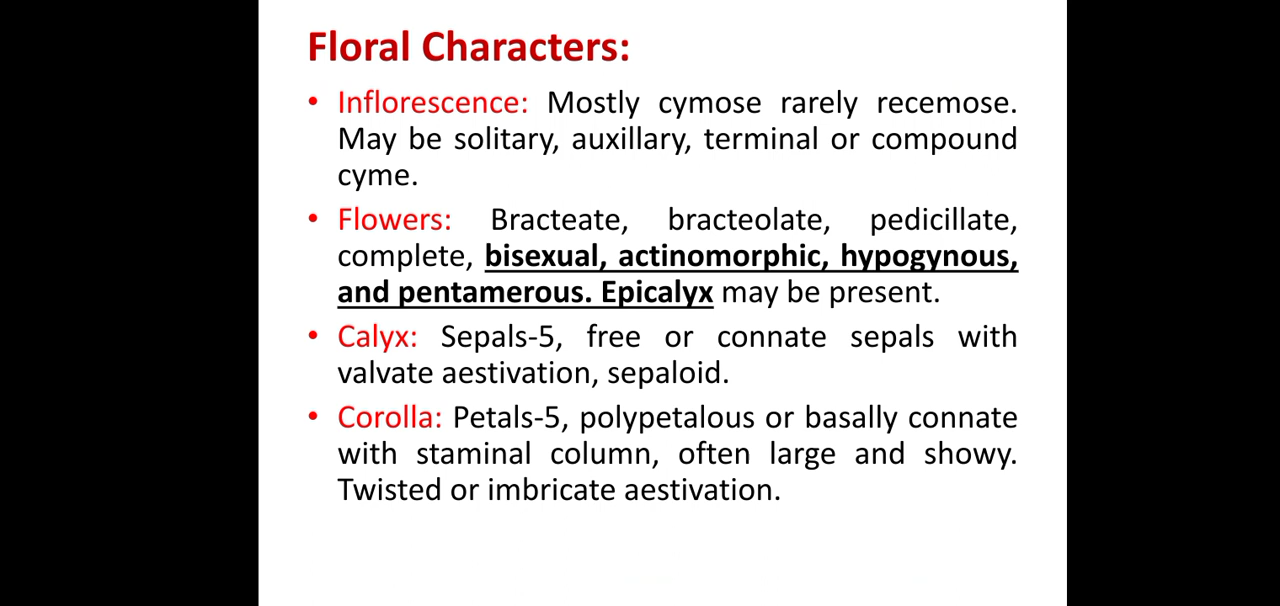 Floral Characters:
• Inflorescence: Mostly cymose rarely recemose.
May be solitary, auxillary, terminal or compound
cyme.
• Flowers: Bracteate, bracteolate, pedicillate,
complete, bisexual, actinomorphic, hypogynous,
and pentamerous. Epicalyx may be present.
• Calyx: Sepals-5, free or connate sepals with
valvate aestivation, sepaloid.
• Corolla: Petals-5, polypetalous or basally connate
with staminal column, often large and showy.
Twisted or imbricate aestivation.